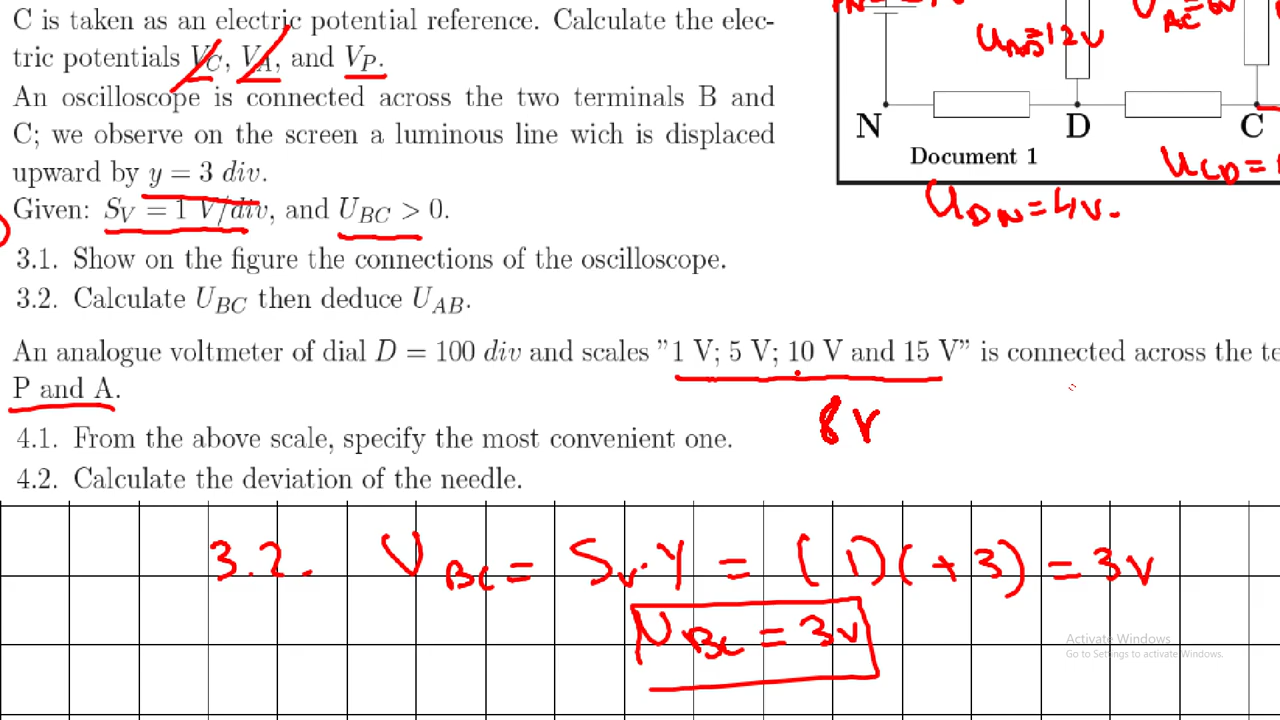 C is taken as an electric potential reference. Calculate the elec-
tric potentials V_C, V_A, and V_P.
An oscilloscope is connected across the two terminals B and
C; we observe on the screen a luminous line wich is displaced
upward by y = 3 div.
Given: S_V = 1 V/div, and U_BC > 0.
3.1. Show on the figure the connections of the oscilloscope.
3.2. Calculate U_BC then deduce U_AB.
An analogue voltmeter of dial D = 100 div and scales "1 V; 5 V; 10 V and 15 V" is connected across the te
P and A.
8V
4.1. From the above scale, specify the most convenient one.
4.2. Calculate the deviation of the needle.
=12V
AC=6V
N D C
Document 1
U_CD =
U_DN = 4V.
3.2. U_BC = S_V.Y = (1)(+3) = 3V
U_BC = 3V
Activate Windows
Go to Settings to activate Windows.